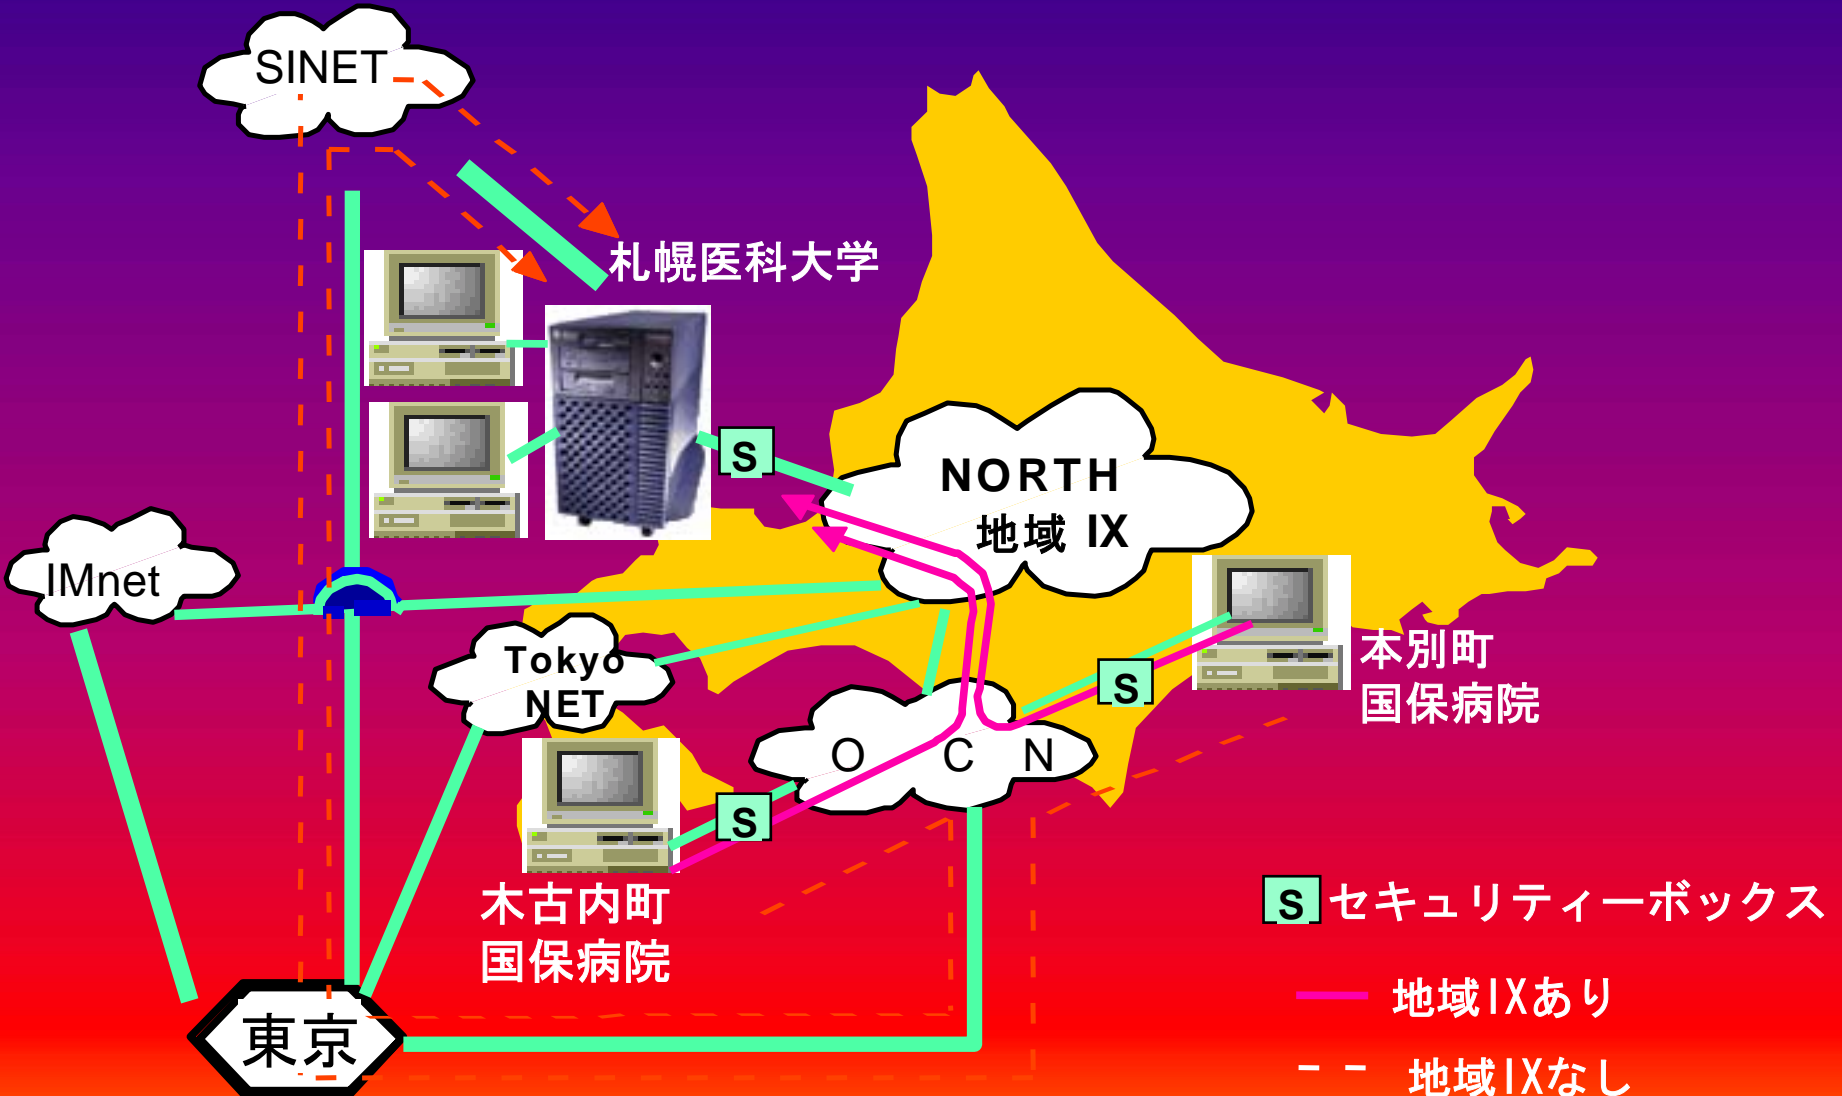 SINET
札幌医科大学
S
NORTH
地域 IX
IMnet
Tokyo
NET
S
本別町
国保病院
O C N
S
木古内町
国保病院
S セキュリティーボックス
地域IXあり
東京
地域IXなし